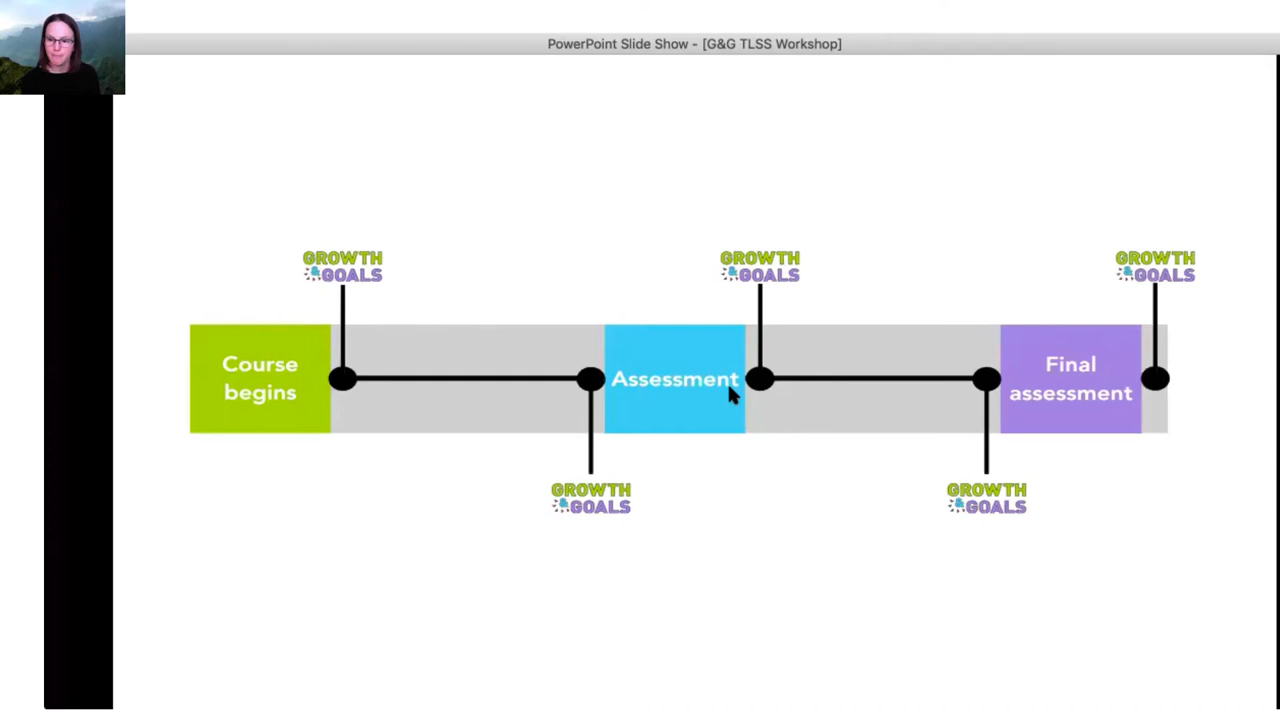 PowerPoint Slide Show - [G&G TLSS Workshop]
GROWTH
& GOALS
GROWTH
& GOALS
GROWTH
& GOALS
Course
begins
Assessment
Final
assessment
GROWTH
& GOALS
GROWTH
& GOALS